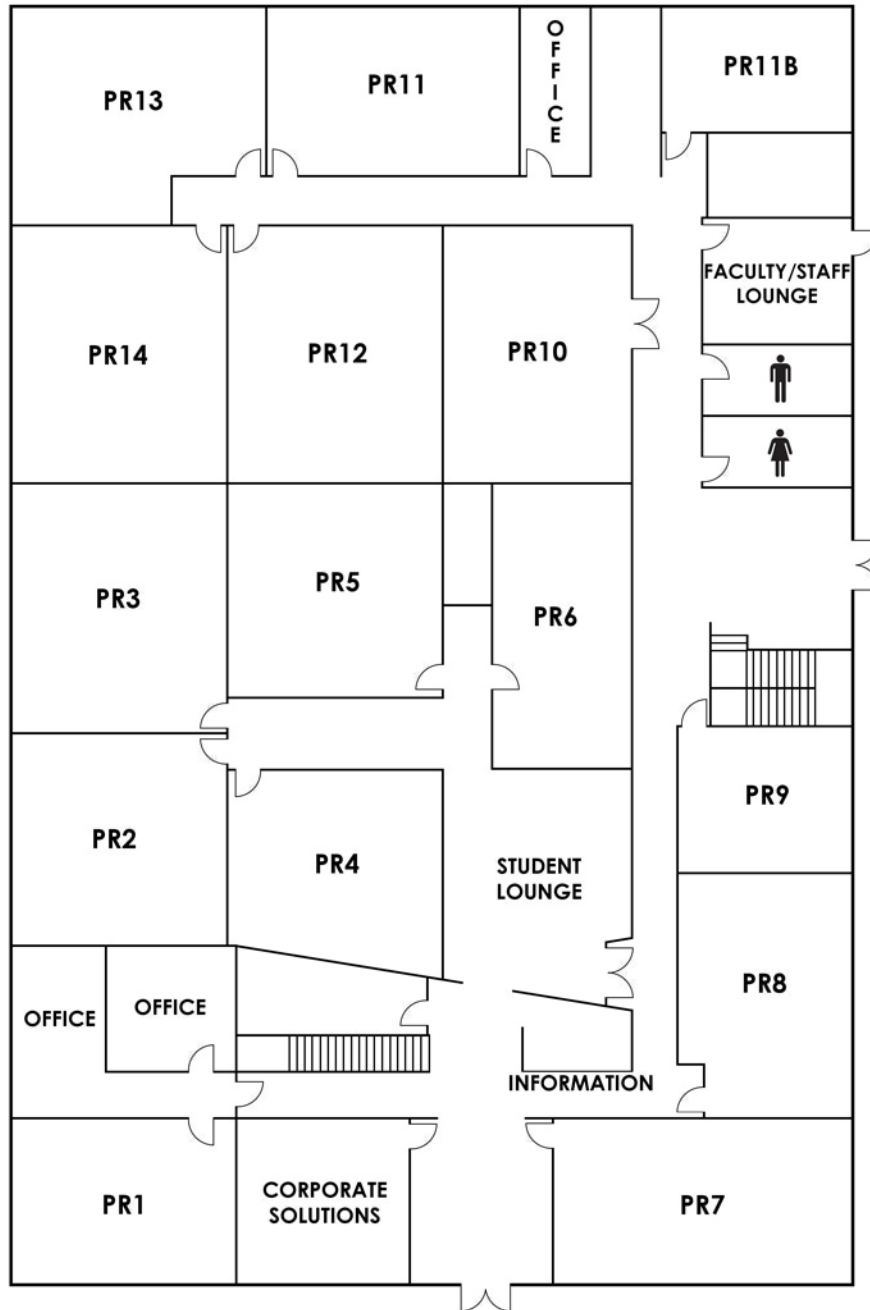 PR13
PR11
OFFICE
PR11B
FACULTY/STAFF
LOUNGE
PR14
PR12
PR10
PR3
PR5
PR6
PR2
PR4
STUDENT
LOUNGE
PR9
PR8
OFFICE
OFFICE
INFORMATION
PR1
CORPORATE
SOLUTIONS
PR7